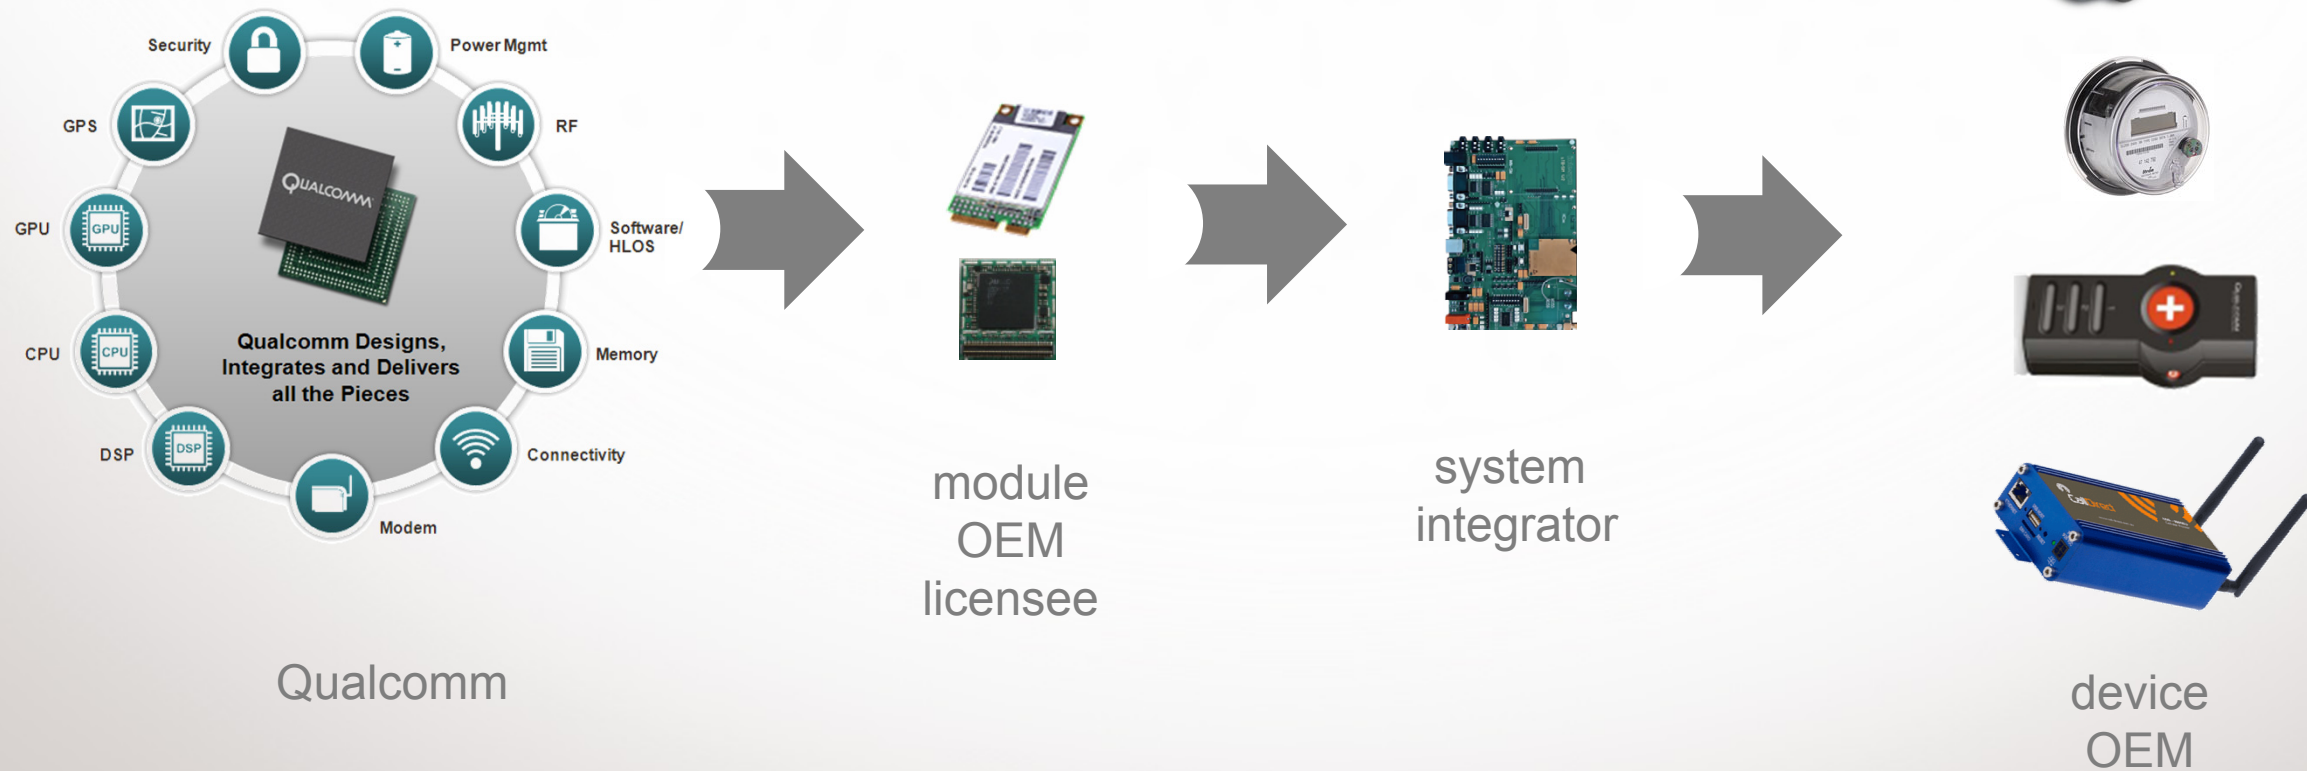 Security
Power Mgmt
GPS
RF
QUALCOMM
GPU
GPU
Software/
HLOS
Qualcomm Designs,
Integrates and Delivers
all the Pieces
CPU
CPU
Memory
DSP
DSP
Connectivity
Modem
Qualcomm
module
OEM
licensee
system
integrator
device
OEM